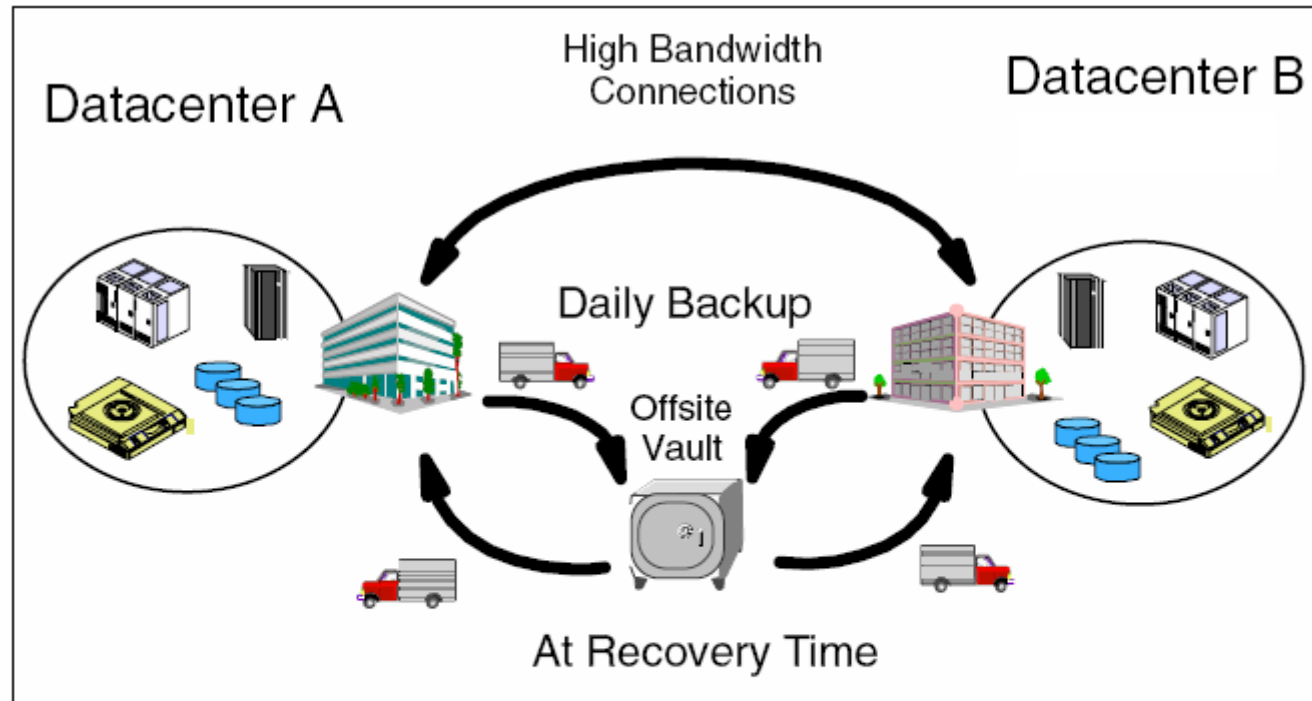 High Bandwidth
Connections
Datacenter A
Datacenter B
Daily Backup
Offsite
Vault
At Recovery Time